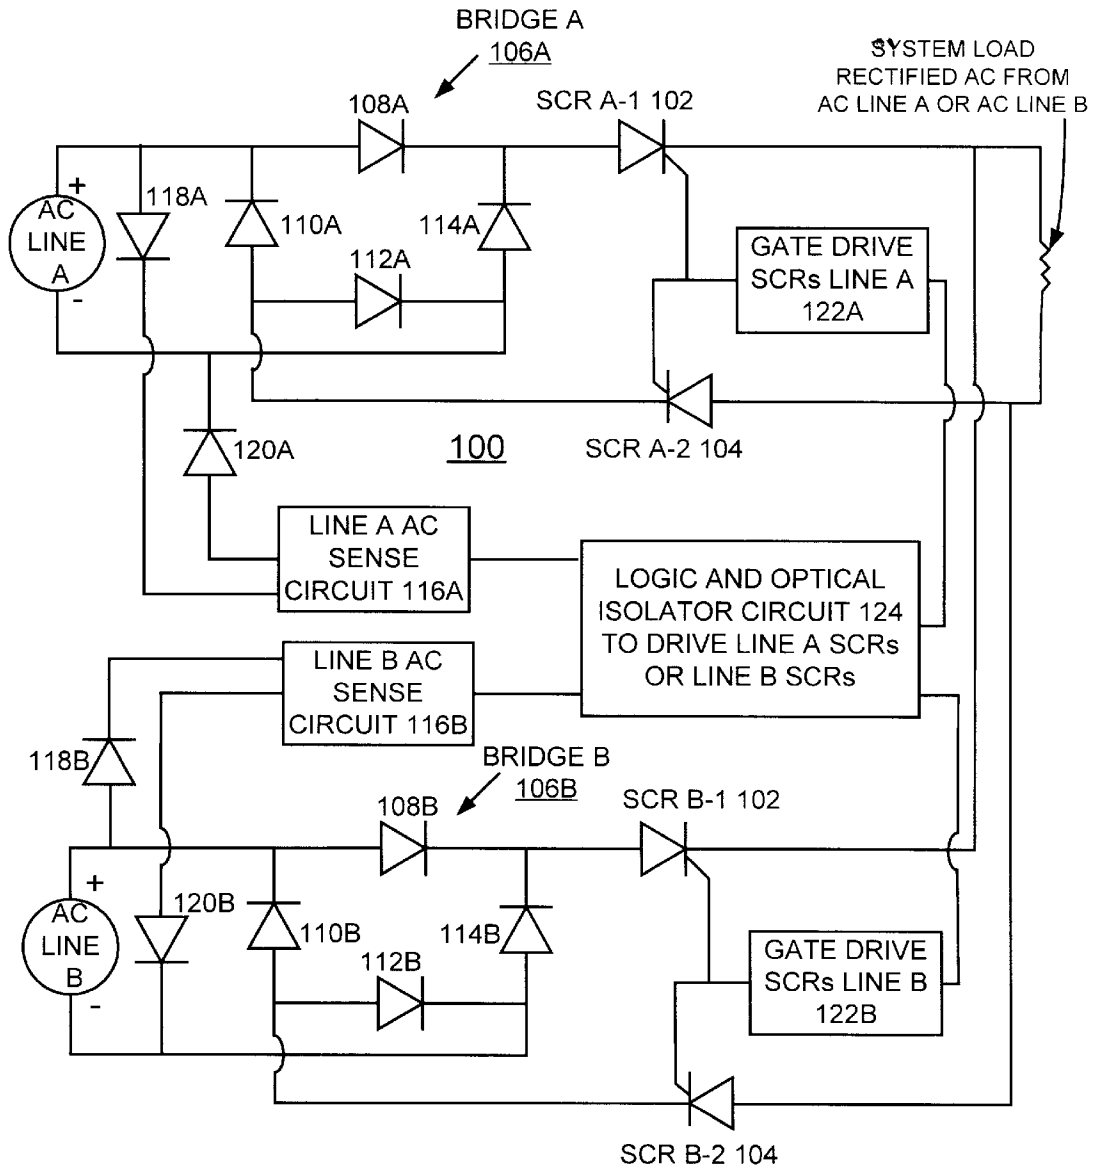 BRIDGE A
106A
SYSTEM LOAD
RECTIFIED AC FROM
AC LINE A OR AC LINE B
108A
SCR A-1 102
+
AC
LINE
A
-
118A
110A
114A
112A
GATE DRIVE
SCRs LINE A
122A
120A
100
SCR A-2 104
LINE A AC
SENSE
CIRCUIT 116A
LOGIC AND OPTICAL
ISOLATOR CIRCUIT 124
TO DRIVE LINE A SCRs
OR LINE B SCRs
LINE B AC
SENSE
CIRCUIT 116B
118B
BRIDGE B
106B
108B
SCR B-1 102
+
AC
LINE
B
-
120B
110B
114B
112B
GATE DRIVE
SCRs LINE B
122B
SCR B-2 104